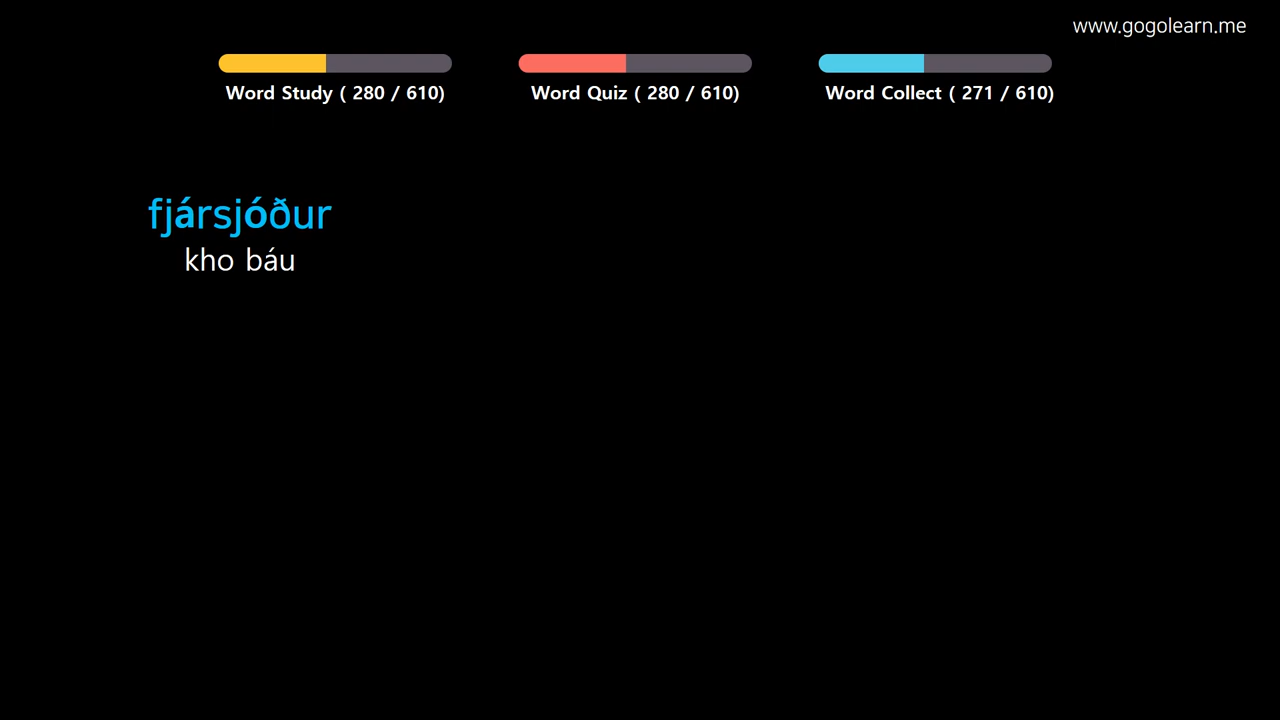 www.gogolearn.me
Word Study ( 280 / 610)
Word Quiz ( 280 / 610)
Word Collect ( 271 / 610)
fjársjóður
kho báu